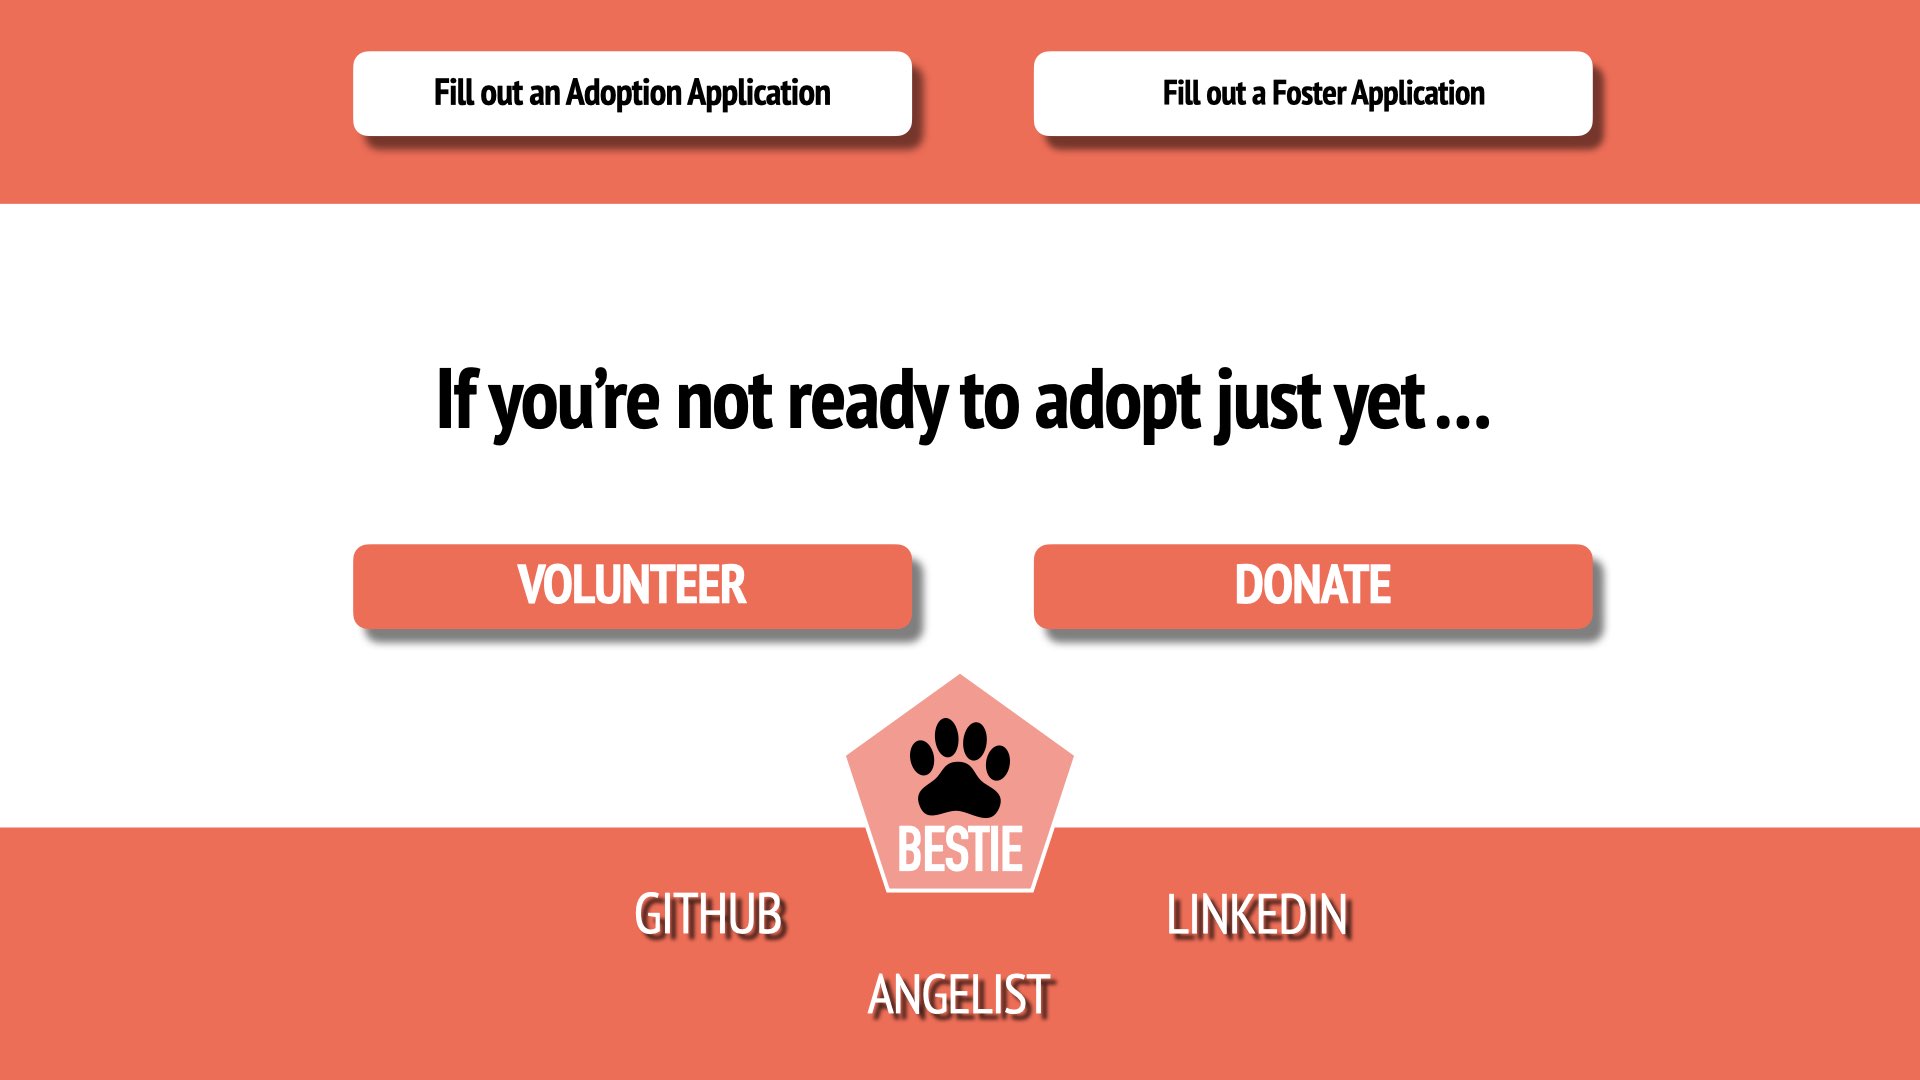 Fill out an Adoption Application
Fill out a Foster Application
If you’re not ready to adopt just yet ...
VOLUNTEER
DONATE
BESTIE
GITHUB
LINKEDIN
ANGELIST